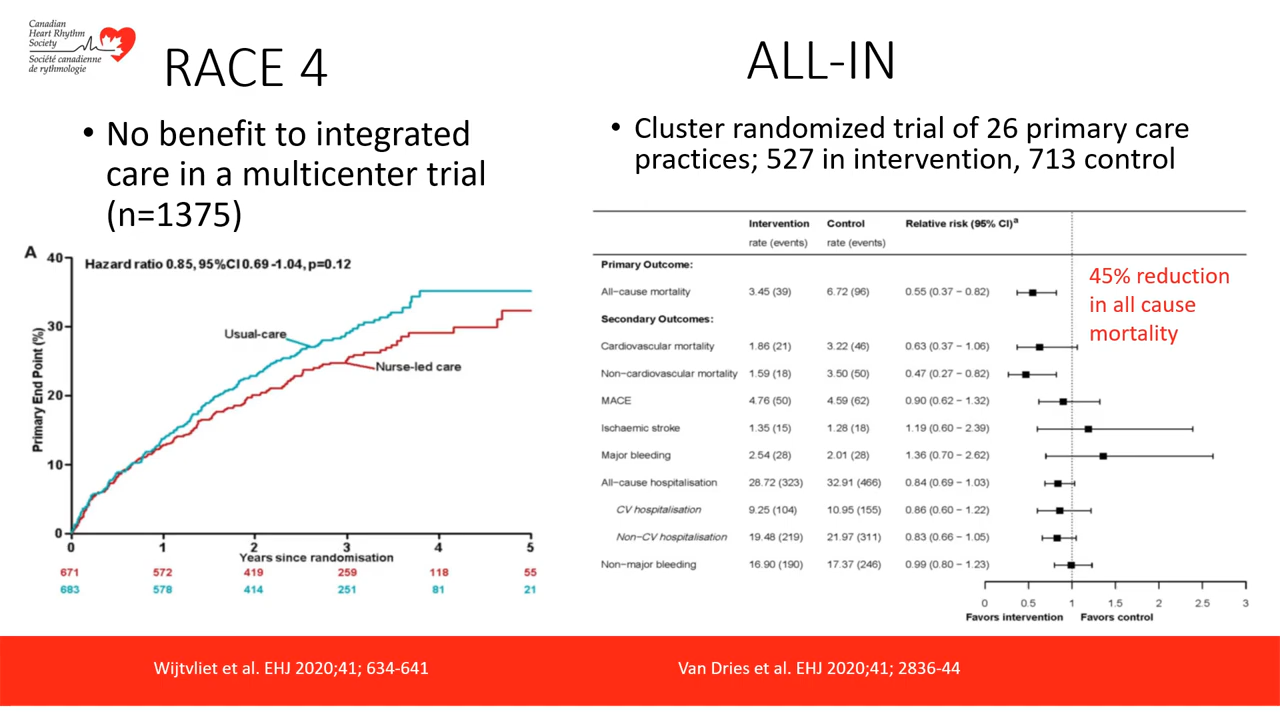 Canadian
Heart Rhythm
Society
Société canadienne
de rythmologie
RACE 4
• No benefit to integrated
care in a multicenter trial
(n=1375)
A
Hazard ratio 0.85, 95%CI 0.69 -1.04, p=0.12
Primary End Point (%)
40
30
20
10
0
Usual-care
Nurse-led care
0 1 2 3 4 5
Years since randomisation
671 572 419 259 118 55
683 578 414 251 81 21
ALL-IN
• Cluster randomized trial of 26 primary care
practices; 527 in intervention, 713 control
Intervention Control Relative risk (95% CI)a
rate (events) rate (events)
Primary Outcome:
All-cause mortality 3.45 (39) 6.72 (96) 0.55 (0.37 – 0.82)
Secondary Outcomes:
Cardiovascular mortality 1.86 (21) 3.22 (46) 0.63 (0.37 – 1.06)
Non-cardiovascular mortality 1.59 (18) 3.50 (50) 0.47 (0.27 – 0.82)
MACE 4.76 (50) 4.59 (62) 0.90 (0.62 – 1.32)
Ischaemic stroke 1.35 (15) 1.28 (18) 1.19 (0.60 – 2.39)
Major bleeding 2.54 (28) 2.01 (28) 1.36 (0.70 – 2.62)
All-cause hospitalisation 28.72 (323) 32.91 (466) 0.84 (0.69 – 1.03)
CV hospitalisation 9.25 (104) 10.95 (155) 0.86 (0.60 – 1.22)
Non-CV hospitalisation 19.48 (219) 21.97 (311) 0.83 (0.66 – 1.05)
Non-major bleeding 16.90 (190) 17.37 (246) 0.99 (0.80 – 1.23)
45% reduction
in all cause
mortality
0 0.5 1 1.5 2 2.5 3
Favors intervention Favors control
Wijtvliet et al. EHJ 2020;41; 634-641
Van Dries et al. EHJ 2020;41; 2836-44